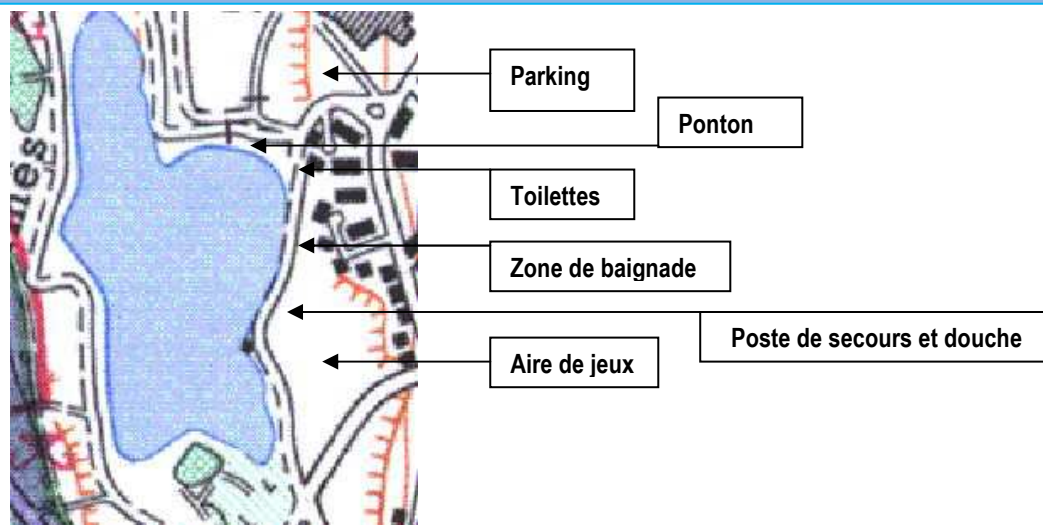 Parking
Ponton
Toilettes
Zone de baignade
Poste de secours et douche
Aire de jeux